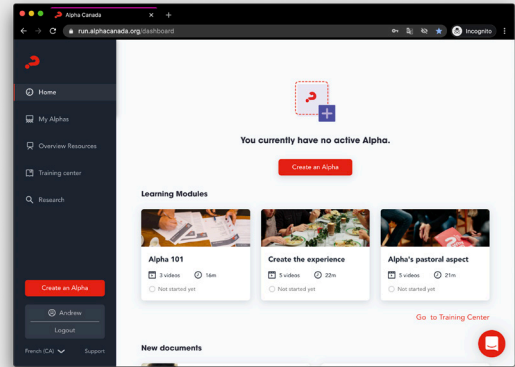 Alpha Canada
run.alphacanada.org/dashboard
Incognito
Home
My Alphas
Overview Resources
Training center
Research
Create an Alpha
Andrew
Logout
French (CA)
Support
You currently have no active Alpha.
Create an Alpha
Learning Modules
Alpha 101
3 videos 16m
Not started yet
Create the experience
5 videos 22m
Not started yet
Alpha's pastoral aspect
5 videos 21m
Not started yet
Go to Training Center
New documents